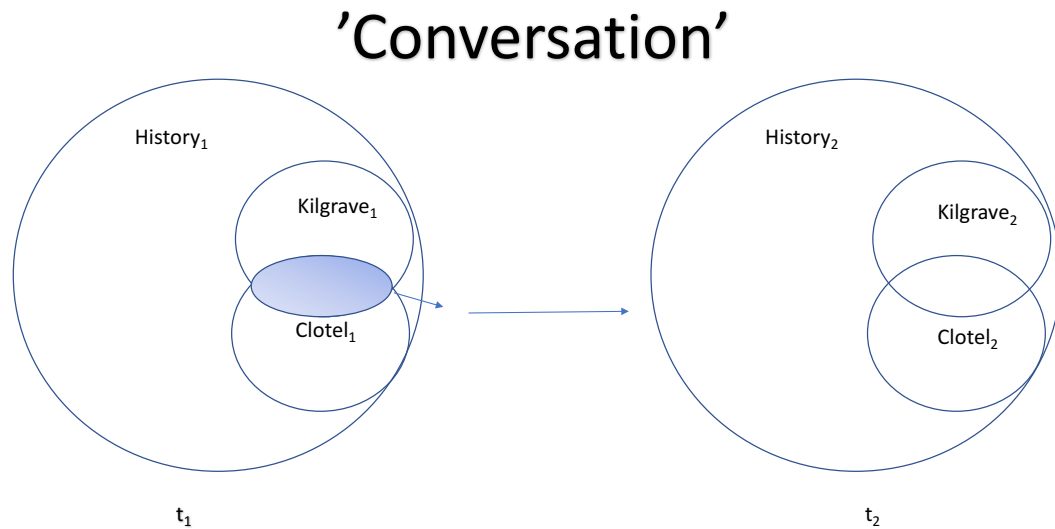 ’Conversation’
History₁
History₂
Kilgrave₁
Kilgrave₂
Clotel₁
Clotel₂
t₁
t₂